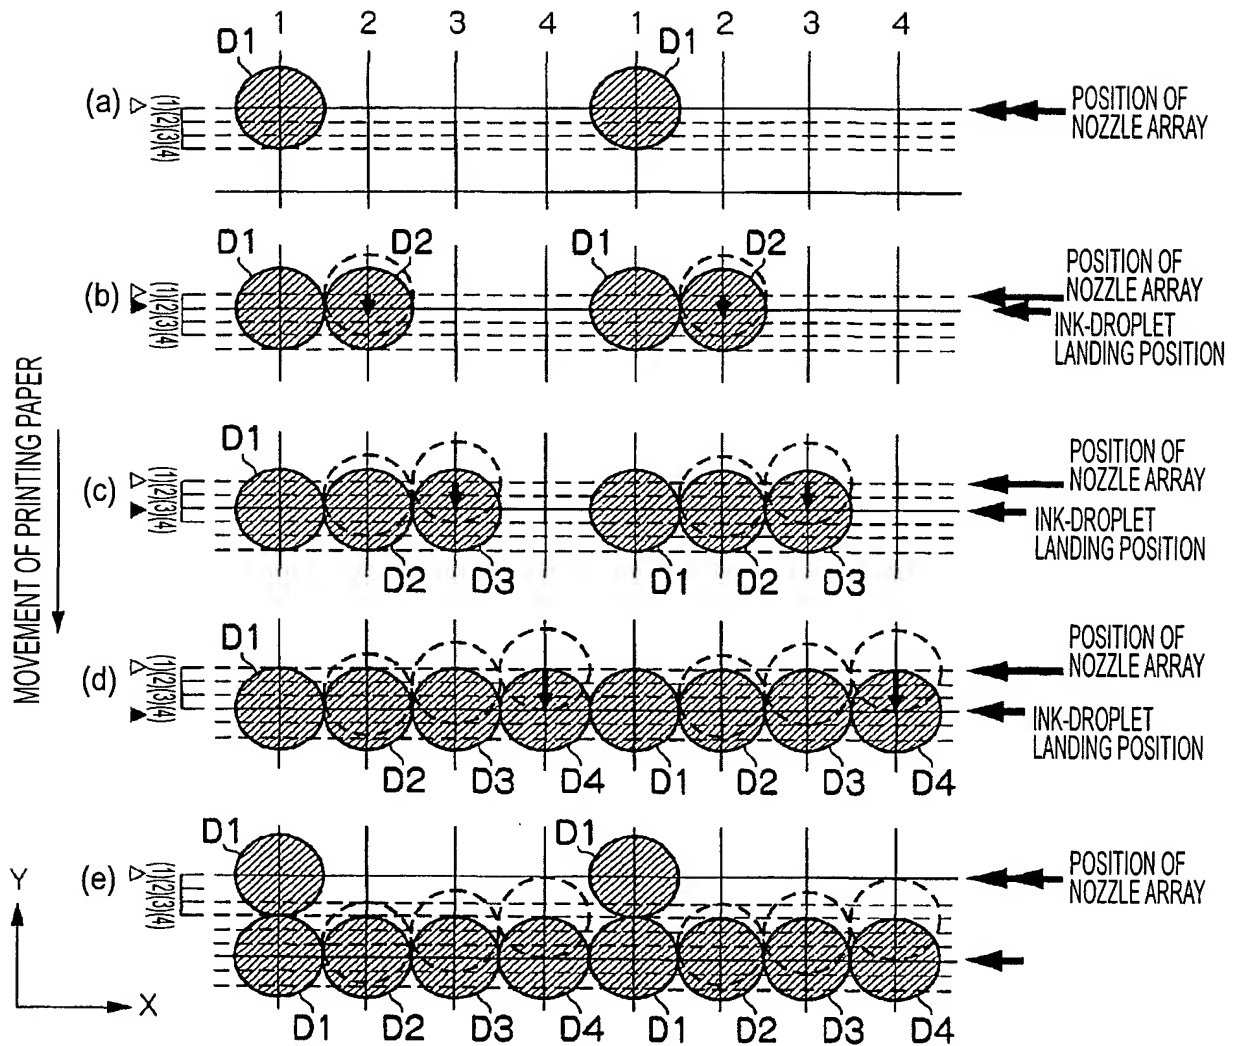 1 2 3 4 1 2 3 4
D1 D1
(a) (1)(2)(3)(4)
POSITION OF
NOZZLE ARRAY
D1 D2 D1 D2
(b) (1)(2)(3)(4)
POSITION OF
NOZZLE ARRAY
INK-DROPLET
LANDING POSITION
MOVEMENT OF PRINTING PAPER
D1
(c) (1)(2)(3)(4)
POSITION OF
NOZZLE ARRAY
INK-DROPLET
LANDING POSITION
D2 D3 D1 D2 D3
D1
(d) (1)(2)(3)(4)
POSITION OF
NOZZLE ARRAY
INK-DROPLET
LANDING POSITION
D2 D3 D4 D1 D2 D3 D4
D1 D1
(e) (1)(2)(3)(4)
POSITION OF
NOZZLE ARRAY
Y
X
D1 D2 D3 D4 D1 D2 D3 D4